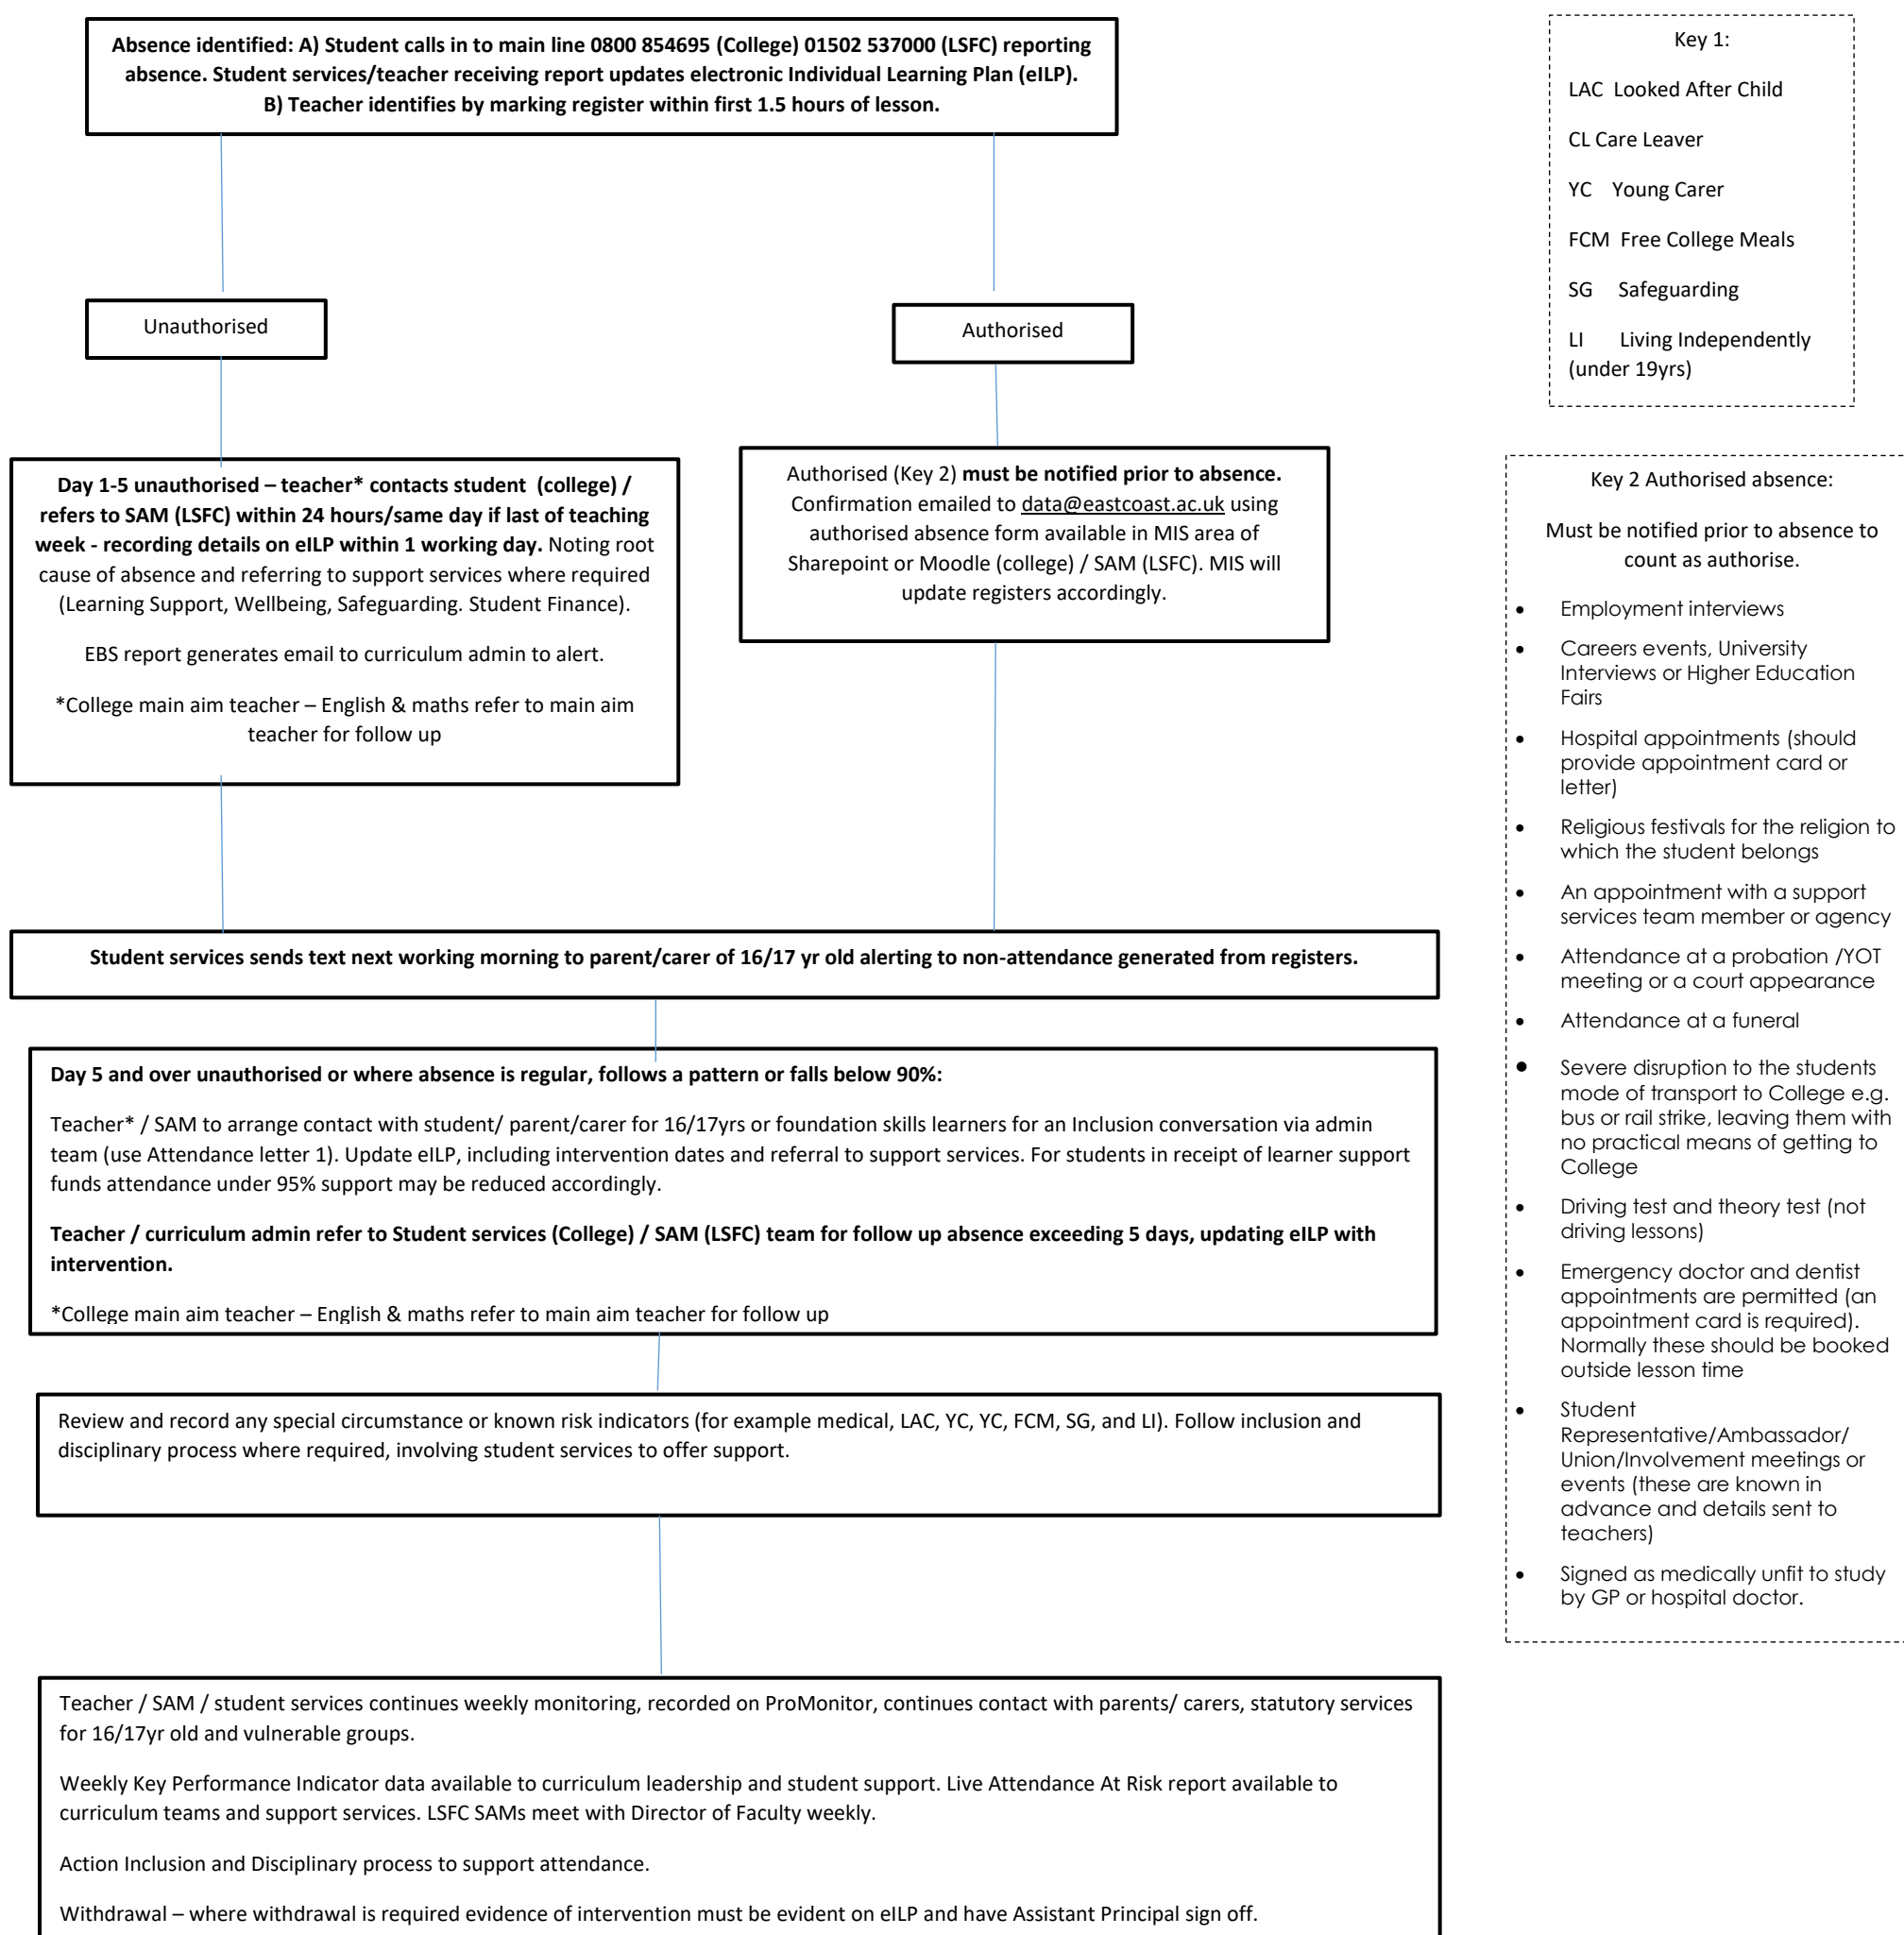 Absence identified: A) Student calls in to main line 0800 854695 (College) 01502 537000 (LSFC) reporting
absence. Student services/teacher receiving report updates electronic Individual Learning Plan (eILP).
B) Teacher identifies by marking register within first 1.5 hours of lesson.
Unauthorised
Authorised
Day 1-5 unauthorised – teacher* contacts student (college) /
refers to SAM (LSFC) within 24 hours/same day if last of teaching
week - recording details on eILP within 1 working day. Noting root
cause of absence and referring to support services where required
(Learning Support, Wellbeing, Safeguarding. Student Finance).
EBS report generates email to curriculum admin to alert.
*College main aim teacher – English & maths refer to main aim
teacher for follow up
Authorised (Key 2) must be notified prior to absence.
Confirmation emailed to data@eastcoast.ac.uk using
authorised absence form available in MIS area of
Sharepoint or Moodle (college) / SAM (LSFC). MIS will
update registers accordingly.
Student services sends text next working morning to parent/carer of 16/17 yr old alerting to non-attendance generated from registers.
Day 5 and over unauthorised or where absence is regular, follows a pattern or falls below 90%:
Teacher* / SAM to arrange contact with student/ parent/carer for 16/17yrs or foundation skills learners for an Inclusion conversation via admin
team (use Attendance letter 1). Update eILP, including intervention dates and referral to support services. For students in receipt of learner support
funds attendance under 95% support may be reduced accordingly.
Teacher / curriculum admin refer to Student services (College) / SAM (LSFC) team for follow up absence exceeding 5 days, updating eILP with
intervention.
*College main aim teacher – English & maths refer to main aim teacher for follow up
Review and record any special circumstance or known risk indicators (for example medical, LAC, YC, YC, FCM, SG, and LI). Follow inclusion and
disciplinary process where required, involving student services to offer support.
Teacher / SAM / student services continues weekly monitoring, recorded on ProMonitor, continues contact with parents/ carers, statutory services
for 16/17yr old and vulnerable groups.
Weekly Key Performance Indicator data available to curriculum leadership and student support. Live Attendance At Risk report available to
curriculum teams and support services. LSFC SAMs meet with Director of Faculty weekly.
Action Inclusion and Disciplinary process to support attendance.
Withdrawal – where withdrawal is required evidence of intervention must be evident on eILP and have Assistant Principal sign off.
Key 1:
LAC Looked After Child
CL Care Leaver
YC Young Carer
FCM Free College Meals
SG Safeguarding
LI Living Independently
(under 19yrs)
Key 2 Authorised absence:
Must be notified prior to absence to
count as authorise.
• Employment interviews
• Careers events, University
Interviews or Higher Education
Fairs
• Hospital appointments (should
provide appointment card or
letter)
• Religious festivals for the religion to
which the student belongs
• An appointment with a support
services team member or agency
• Attendance at a probation /YOT
meeting or a court appearance
• Attendance at a funeral
• Severe disruption to the students
mode of transport to College e.g.
bus or rail strike, leaving them with
no practical means of getting to
College
• Driving test and theory test (not
driving lessons)
• Emergency doctor and dentist
appointments are permitted (an
appointment card is required).
Normally these should be booked
outside lesson time
• Student
Representative/Ambassador/
Union/Involvement meetings or
events (these are known in
advance and details sent to
teachers)
• Signed as medically unfit to study
by GP or hospital doctor.